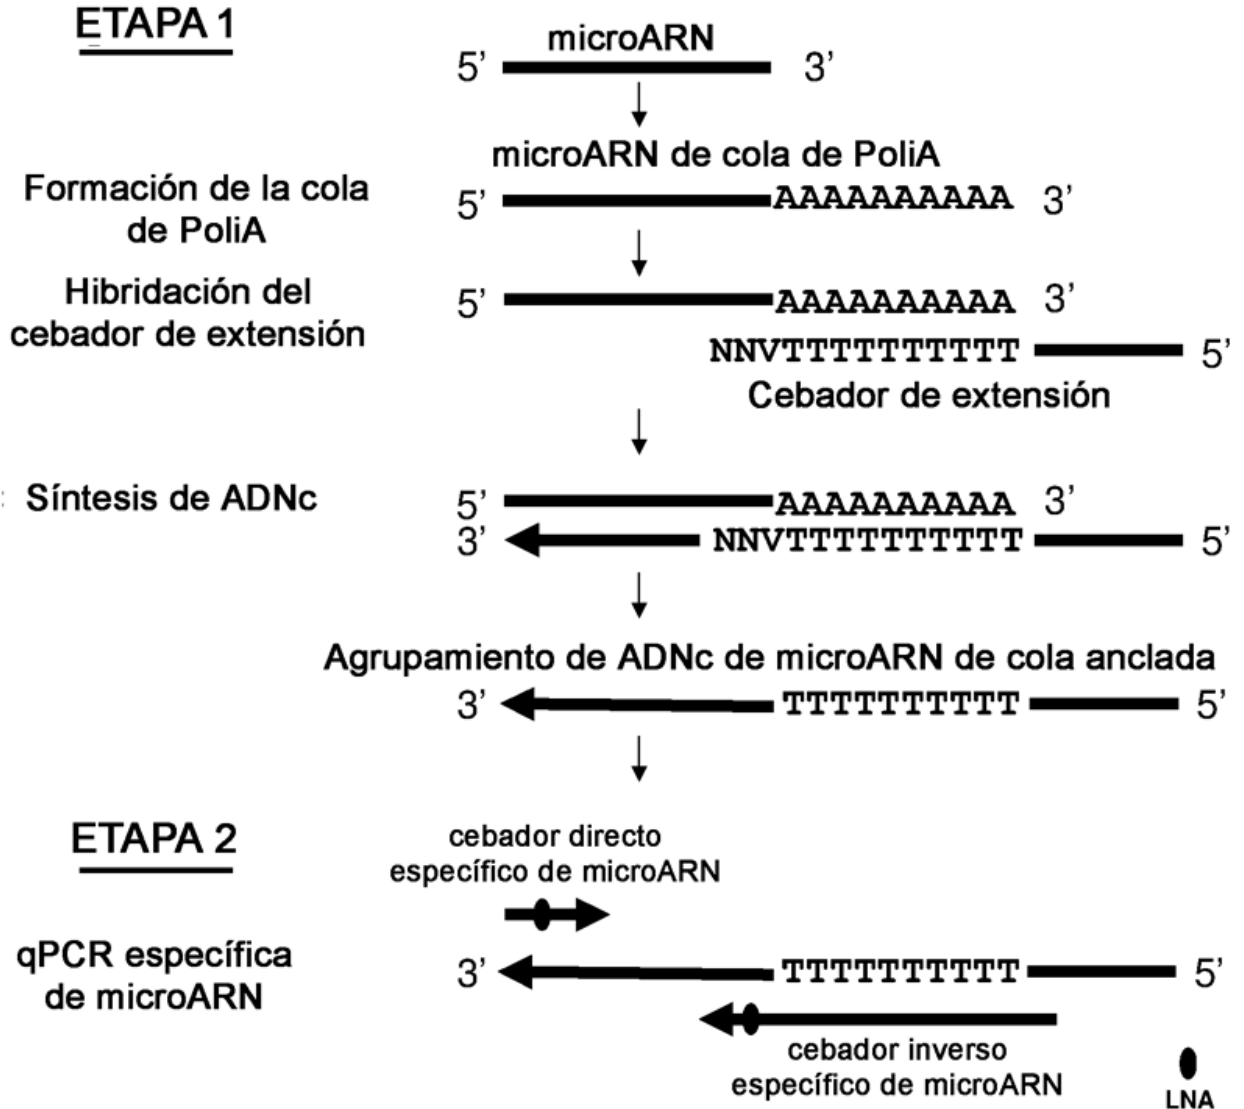 ETAPA 1
microARN
5’ 3’
microARN de cola de PoliA
Formación de la cola
de PoliA
5’ AAAAAAAAAA 3’
Hibridación del
cebador de extensión
5’ AAAAAAAAAA 3’
NNVTTTTTTTTTT 5’
Cebador de extensión
: Síntesis de ADNc
5’ AAAAAAAAAA 3’
3’ NNVTTTTTTTTTT 5’
Agrupamiento de ADNc de microARN de cola anclada
3’ TTTTTTTTTT 5’
ETAPA 2
cebador directo
específico de microARN
qPCR específica
de microARN
3’ TTTTTTTTTT 5’
cebador inverso
específico de microARN
LNA